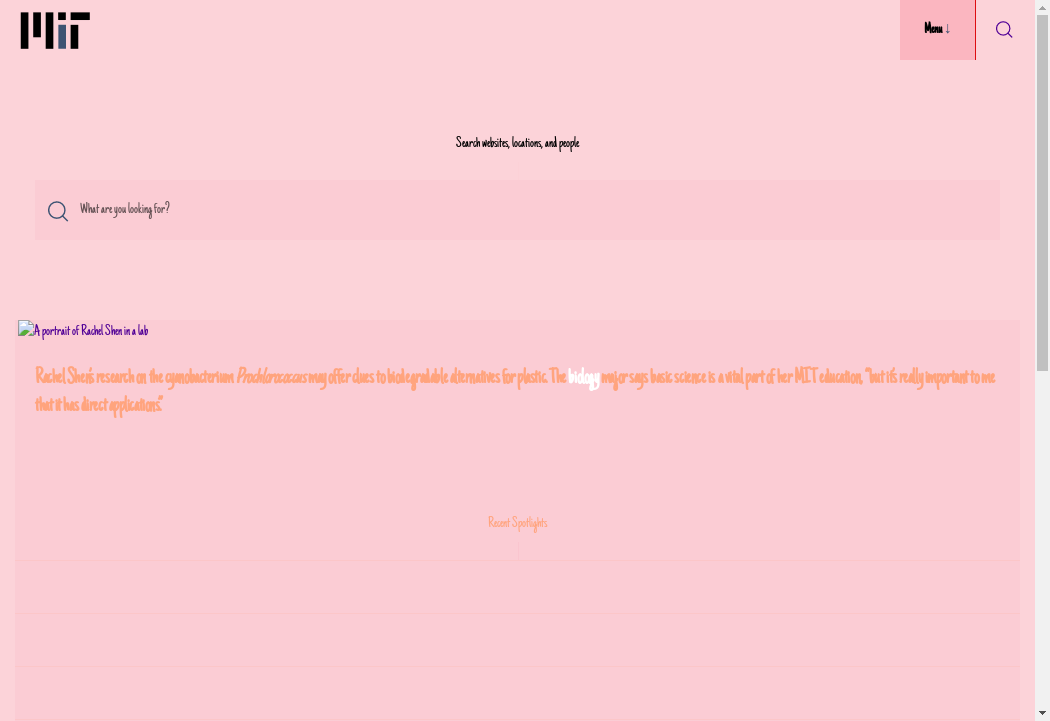 MIT
Menu ↓
Search websites, locations, and people
What are you looking for?
A portrait of Rachel Shen in a lab
Rachel Shen's research on the cyanobacterium Prochlorococcus may offer clues to biodegradable alternatives for plastic. The biology major says basic science is a vital part of her MIT education, “but it's really important to me
that it has direct applications.”
Recent Spotlights